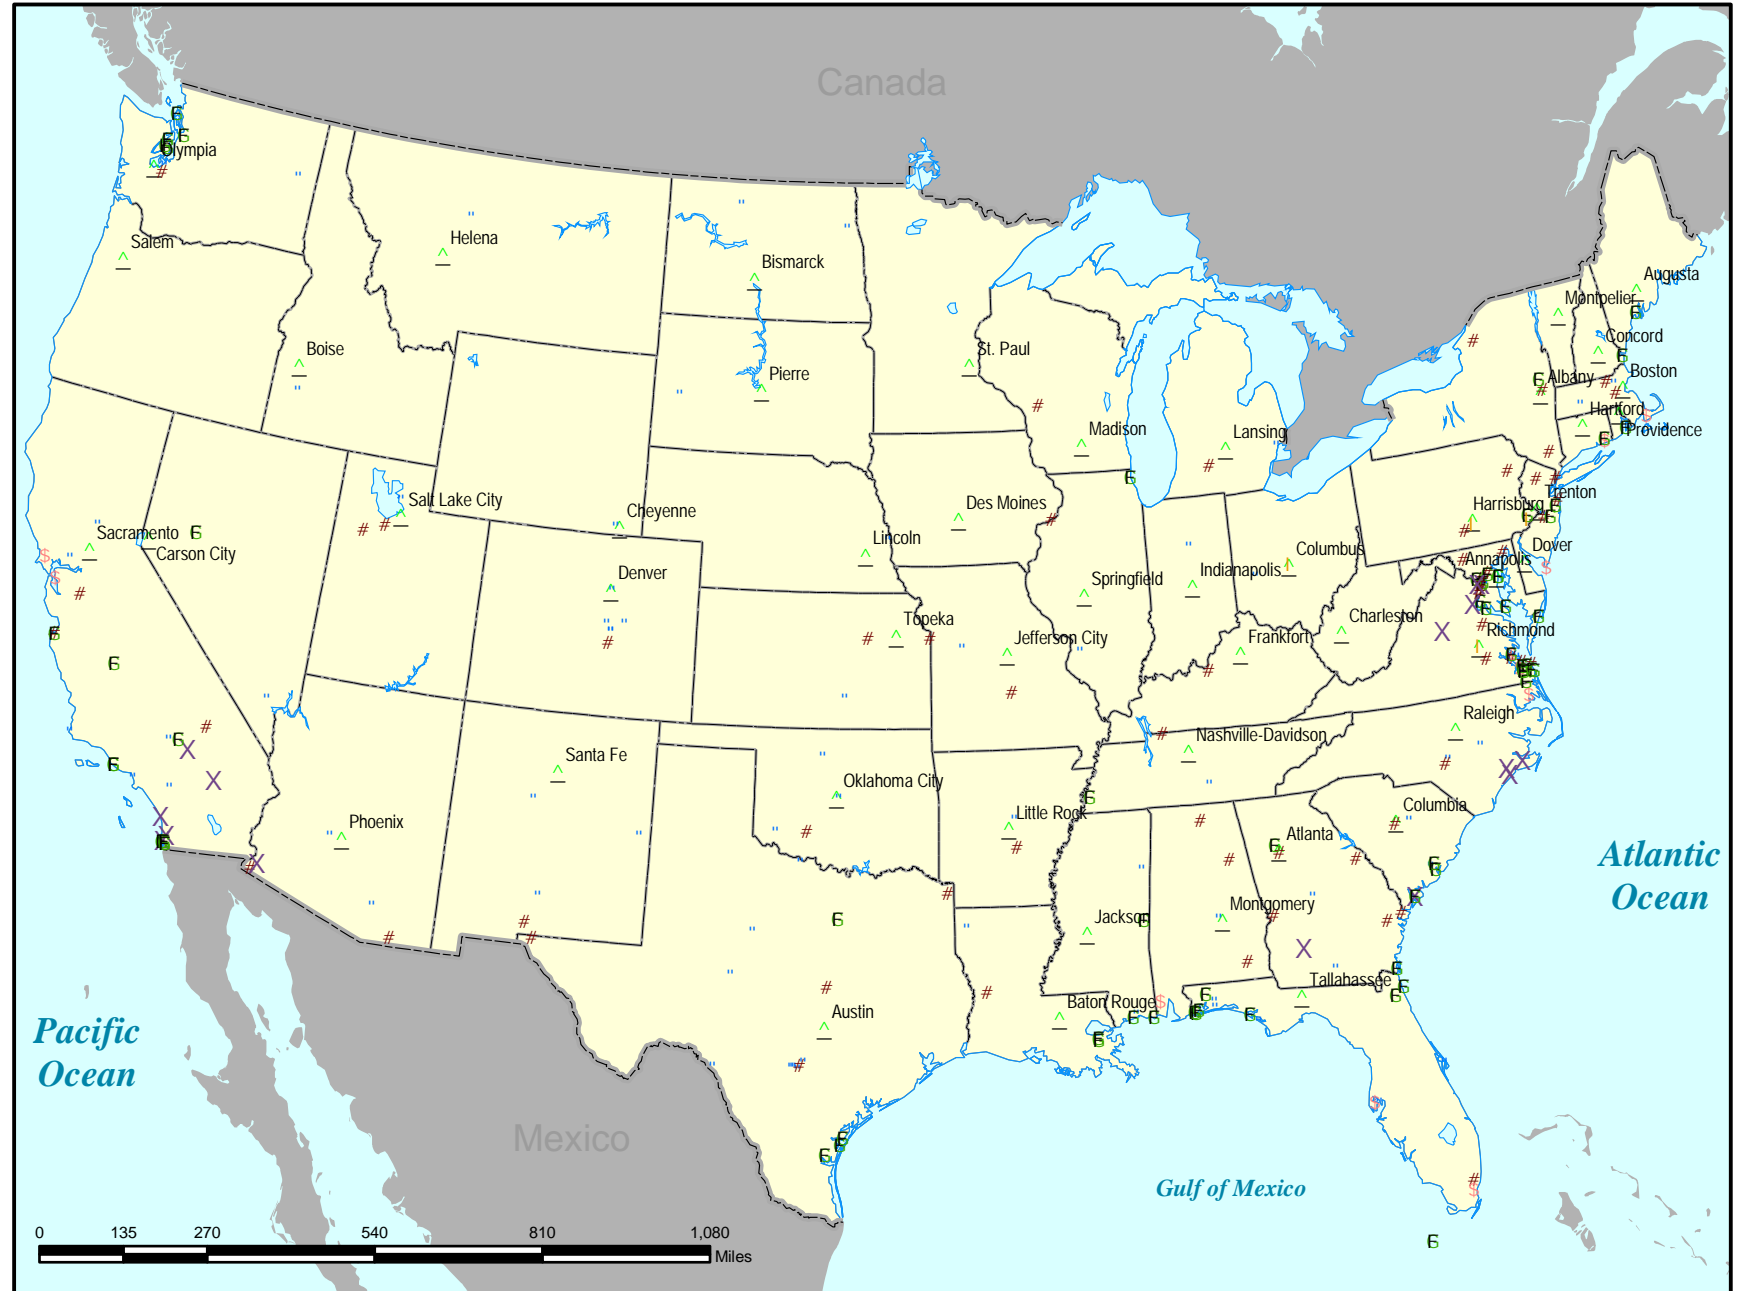 Canada
Olympia
Salem
Helena
Bismarck
Augusta
Montpelier
Concord
Boise
St. Paul
Pierre
Albany
Boston
Hartford
Providence
Madison
Lansing
Salt Lake City
Cheyenne
Des Moines
Harrisburg
Trenton
Sacramento
Carson City
Lincoln
Columbus
Dover
Annapolis
Denver
Springfield
Indianapolis
Topeka
Jefferson City
Frankfort
Charleston
Richmond
Raleigh
Santa Fe
Nashville-Davidson
Oklahoma City
Little Rock
Columbia
Phoenix
Atlanta
Atlantic
Ocean
Jackson
Montgomery
Tallahassee
Baton Rouge
Austin
Pacific
Ocean
Mexico
Gulf of Mexico
0 135 270 540 810 1,080
Miles